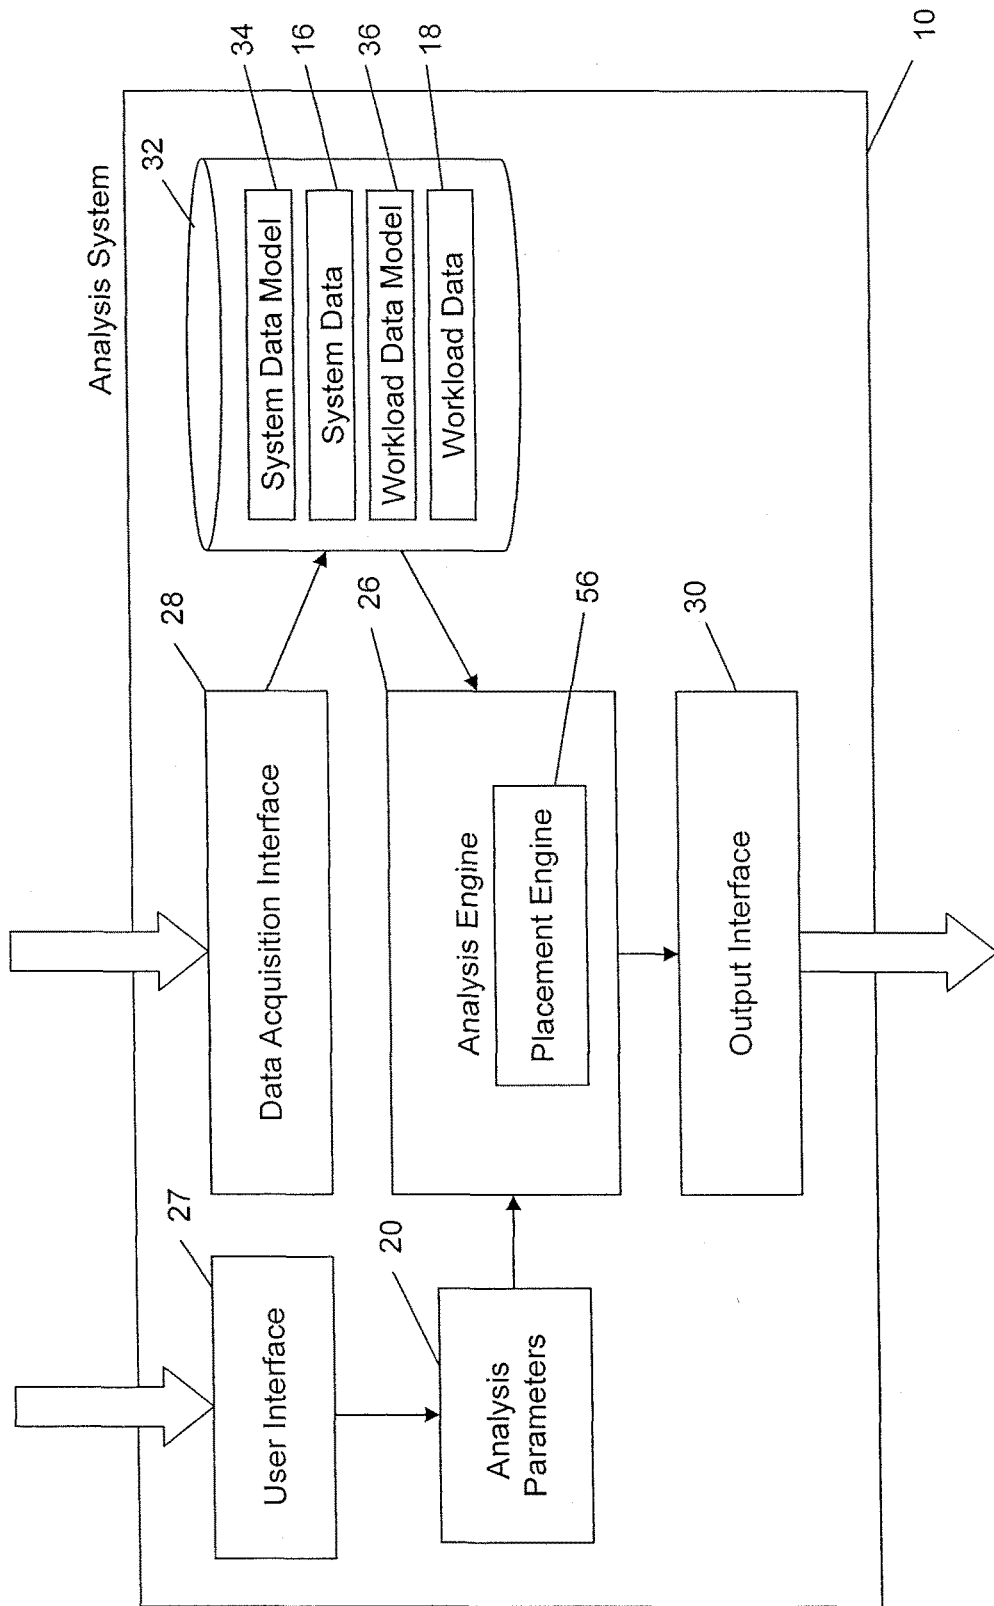 Analysis System
10
27
User Interface
28
Data Acquisition Interface
32
System Data Model
34
System Data
16
Workload Data Model
36
Workload Data
18
20
Analysis
Parameters
26
Analysis Engine
Placement Engine
56
30
Output Interface